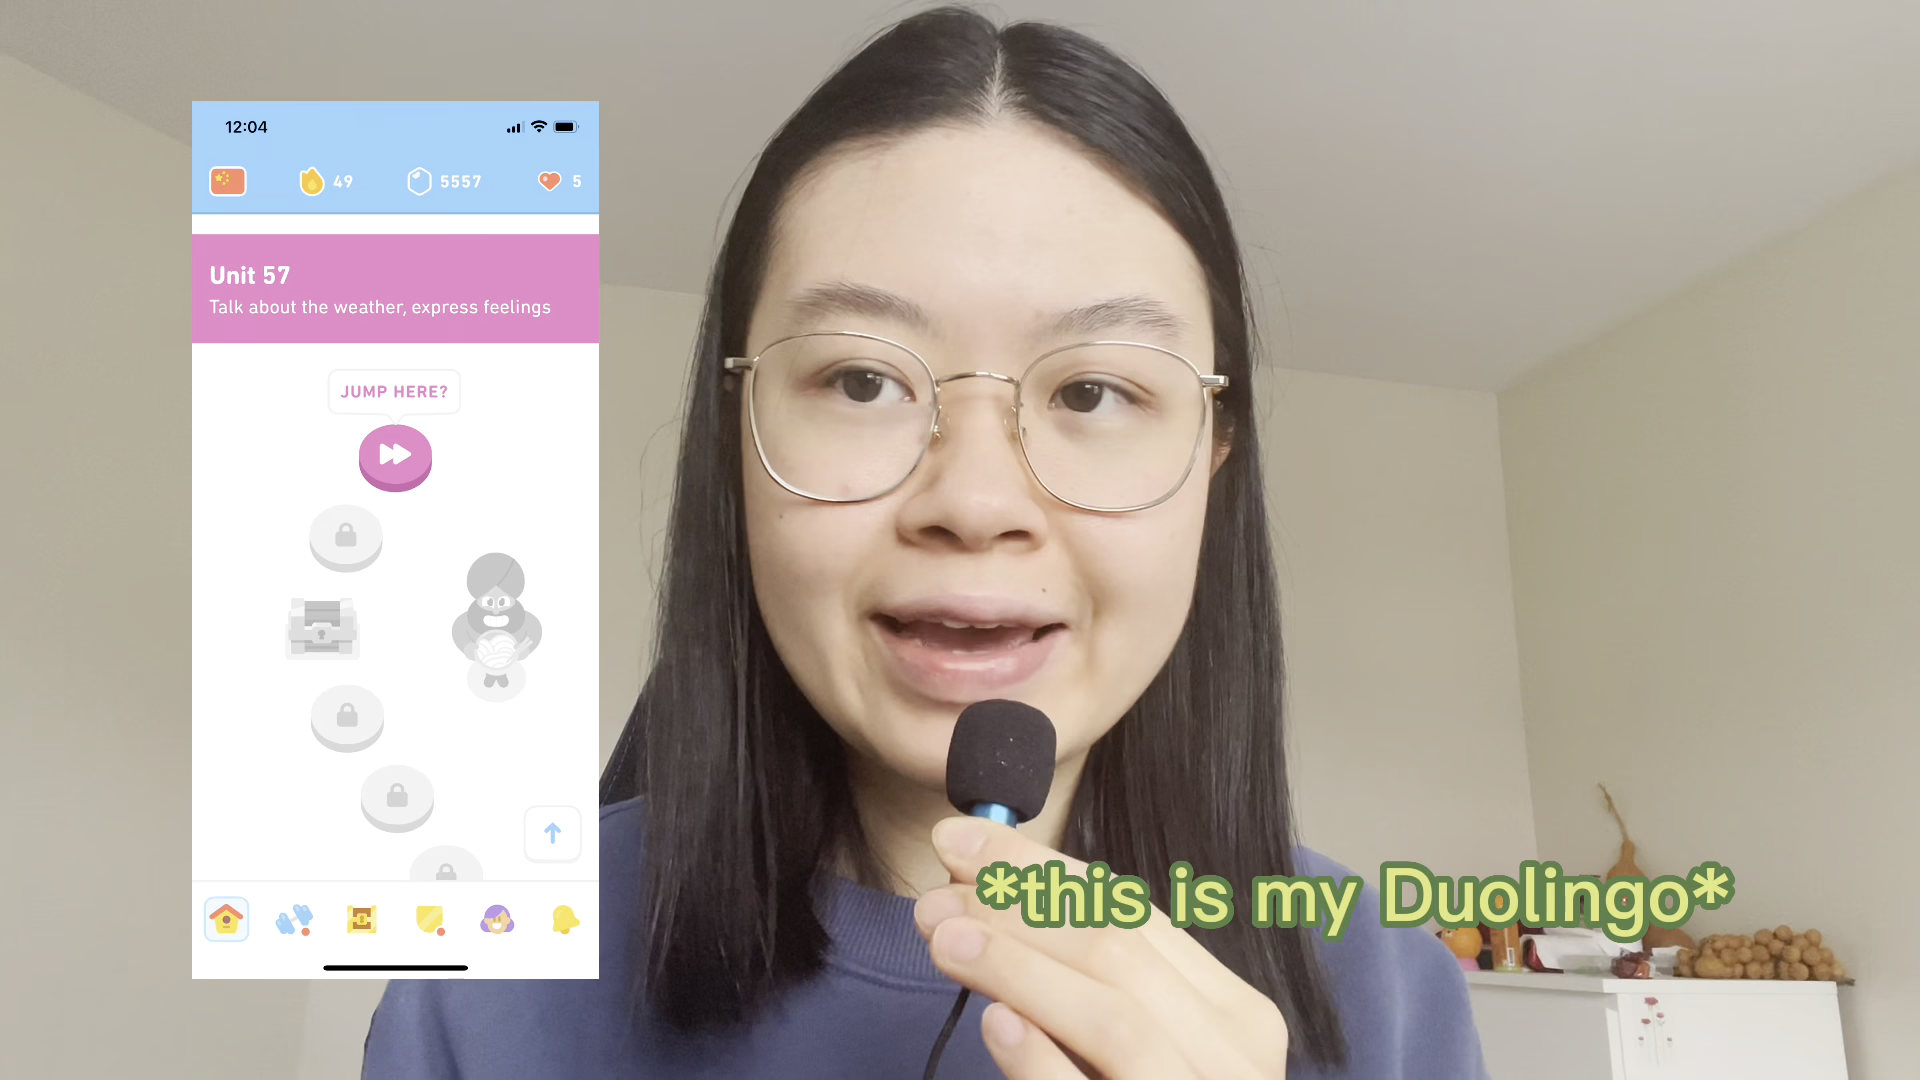 12:04
49
5557
5
Unit 57
Talk about the weather, express feelings
JUMP HERE?
*this is my Duolingo*